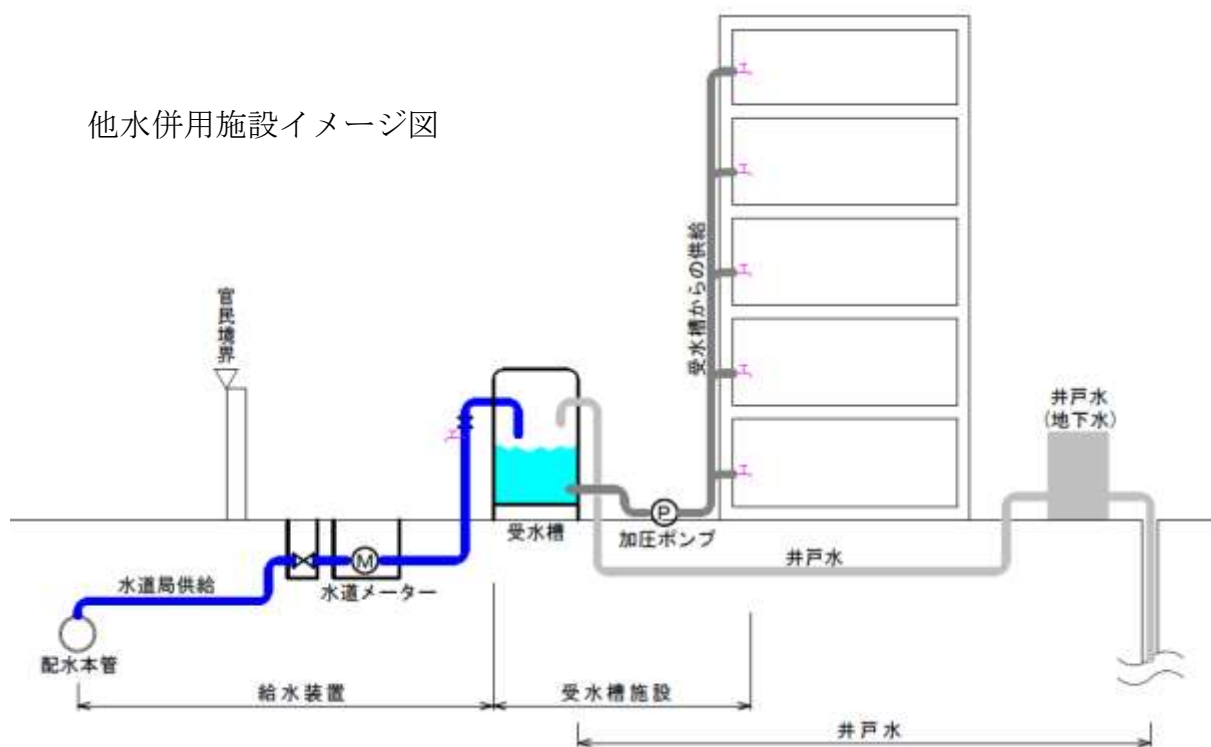 他水併用施設イメージ図
官民境界
受水槽からの供給
井戸水
(地下水)
受水槽
P
加圧ポンプ
井戸水
水道局供給
M
水道メーター
配水本管
給水装置
受水槽施設
井戸水